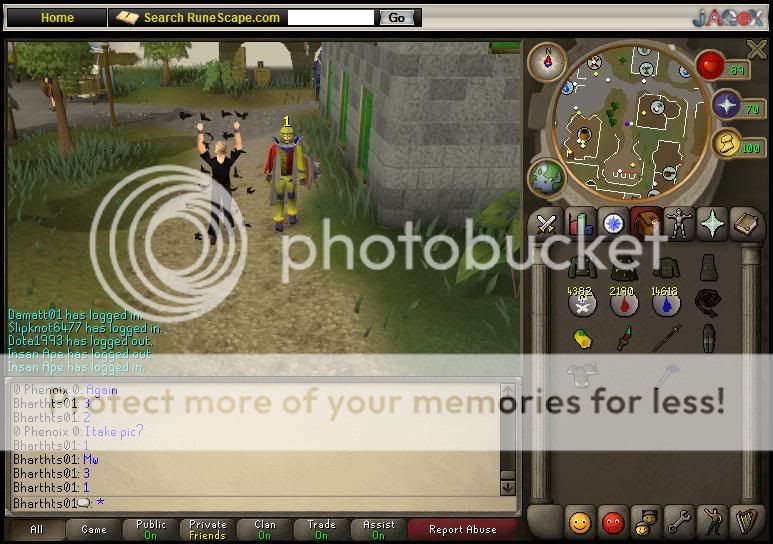 Home
Search RuneScape.com
Go
JAGeX
N
89
70
100
1
photobucket
4382
2190
14618
Damatt01 has logged in.
Slipknot6477 has logged in.
Dota1993 has logged out.
Insan Ape has logged out.
Insan Ape has logged in.
Protect more of your memories for less!
0 Phenoix 0: Again
Bharthts01: 3
Bharthts01: 2
0 Phenoix 0: I take pic?
Bharthts01: 1
Bharthts01: Mw
Bharthts01: 3
Bharthts01: 1
Bharthts01: *
All
Game
Public
On
Private
Friends
Clan
On
Trade
On
Assist
On
Report Abuse